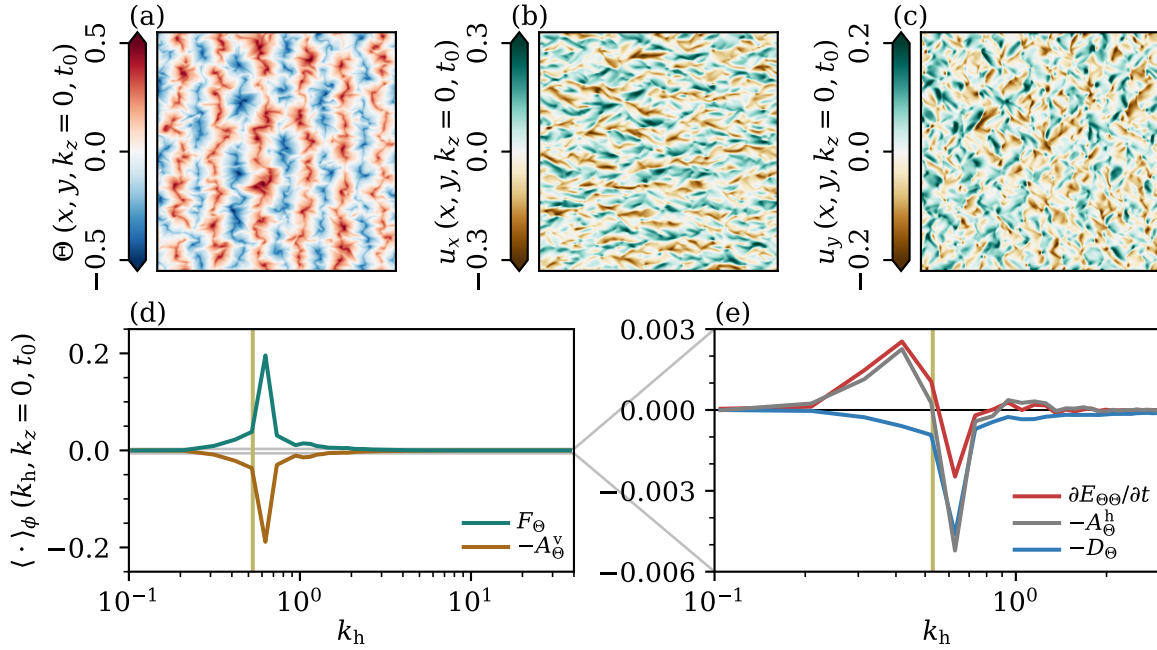 (a)
(b)
(c)
Θ (x, y, k_z = 0, t_0)
0.5
0.0
−0.5
u_x (x, y, k_z = 0, t_0)
0.3
0.0
−0.3
u_y (x, y, k_z = 0, t_0)
0.2
0.0
−0.2
(d)
(e)
⟨ · ⟩_ϕ (k_h, k_z = 0, t_0)
0.2
0.0
−0.2
F_Θ
−A_Θ^v
10^−1
10^0
10^1
k_h
0.003
0.000
−0.003
−0.006
∂E_ΘΘ/∂t
−A_Θ^h
−D_Θ
10^−1
10^0
k_h